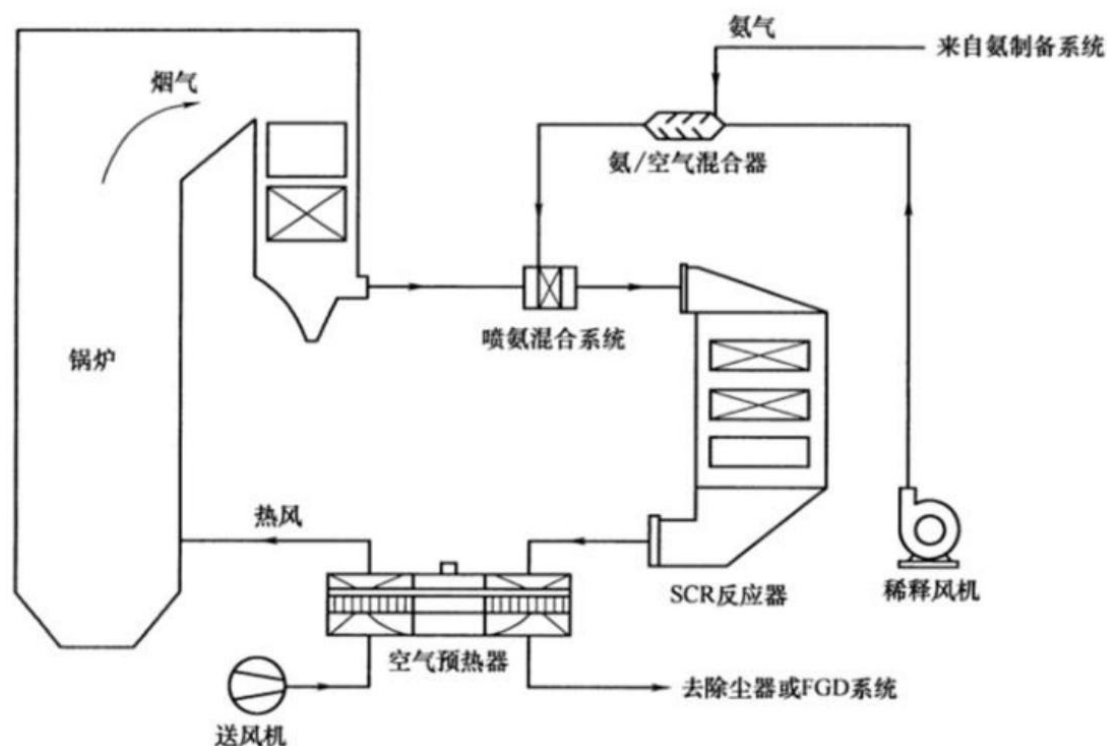 氨气
来自氨制备系统
烟气
氨/空气混合器
喷氨混合系统
锅炉
热风
SCR反应器
稀释风机
空气预热器
去除尘器或FGD系统
送风机